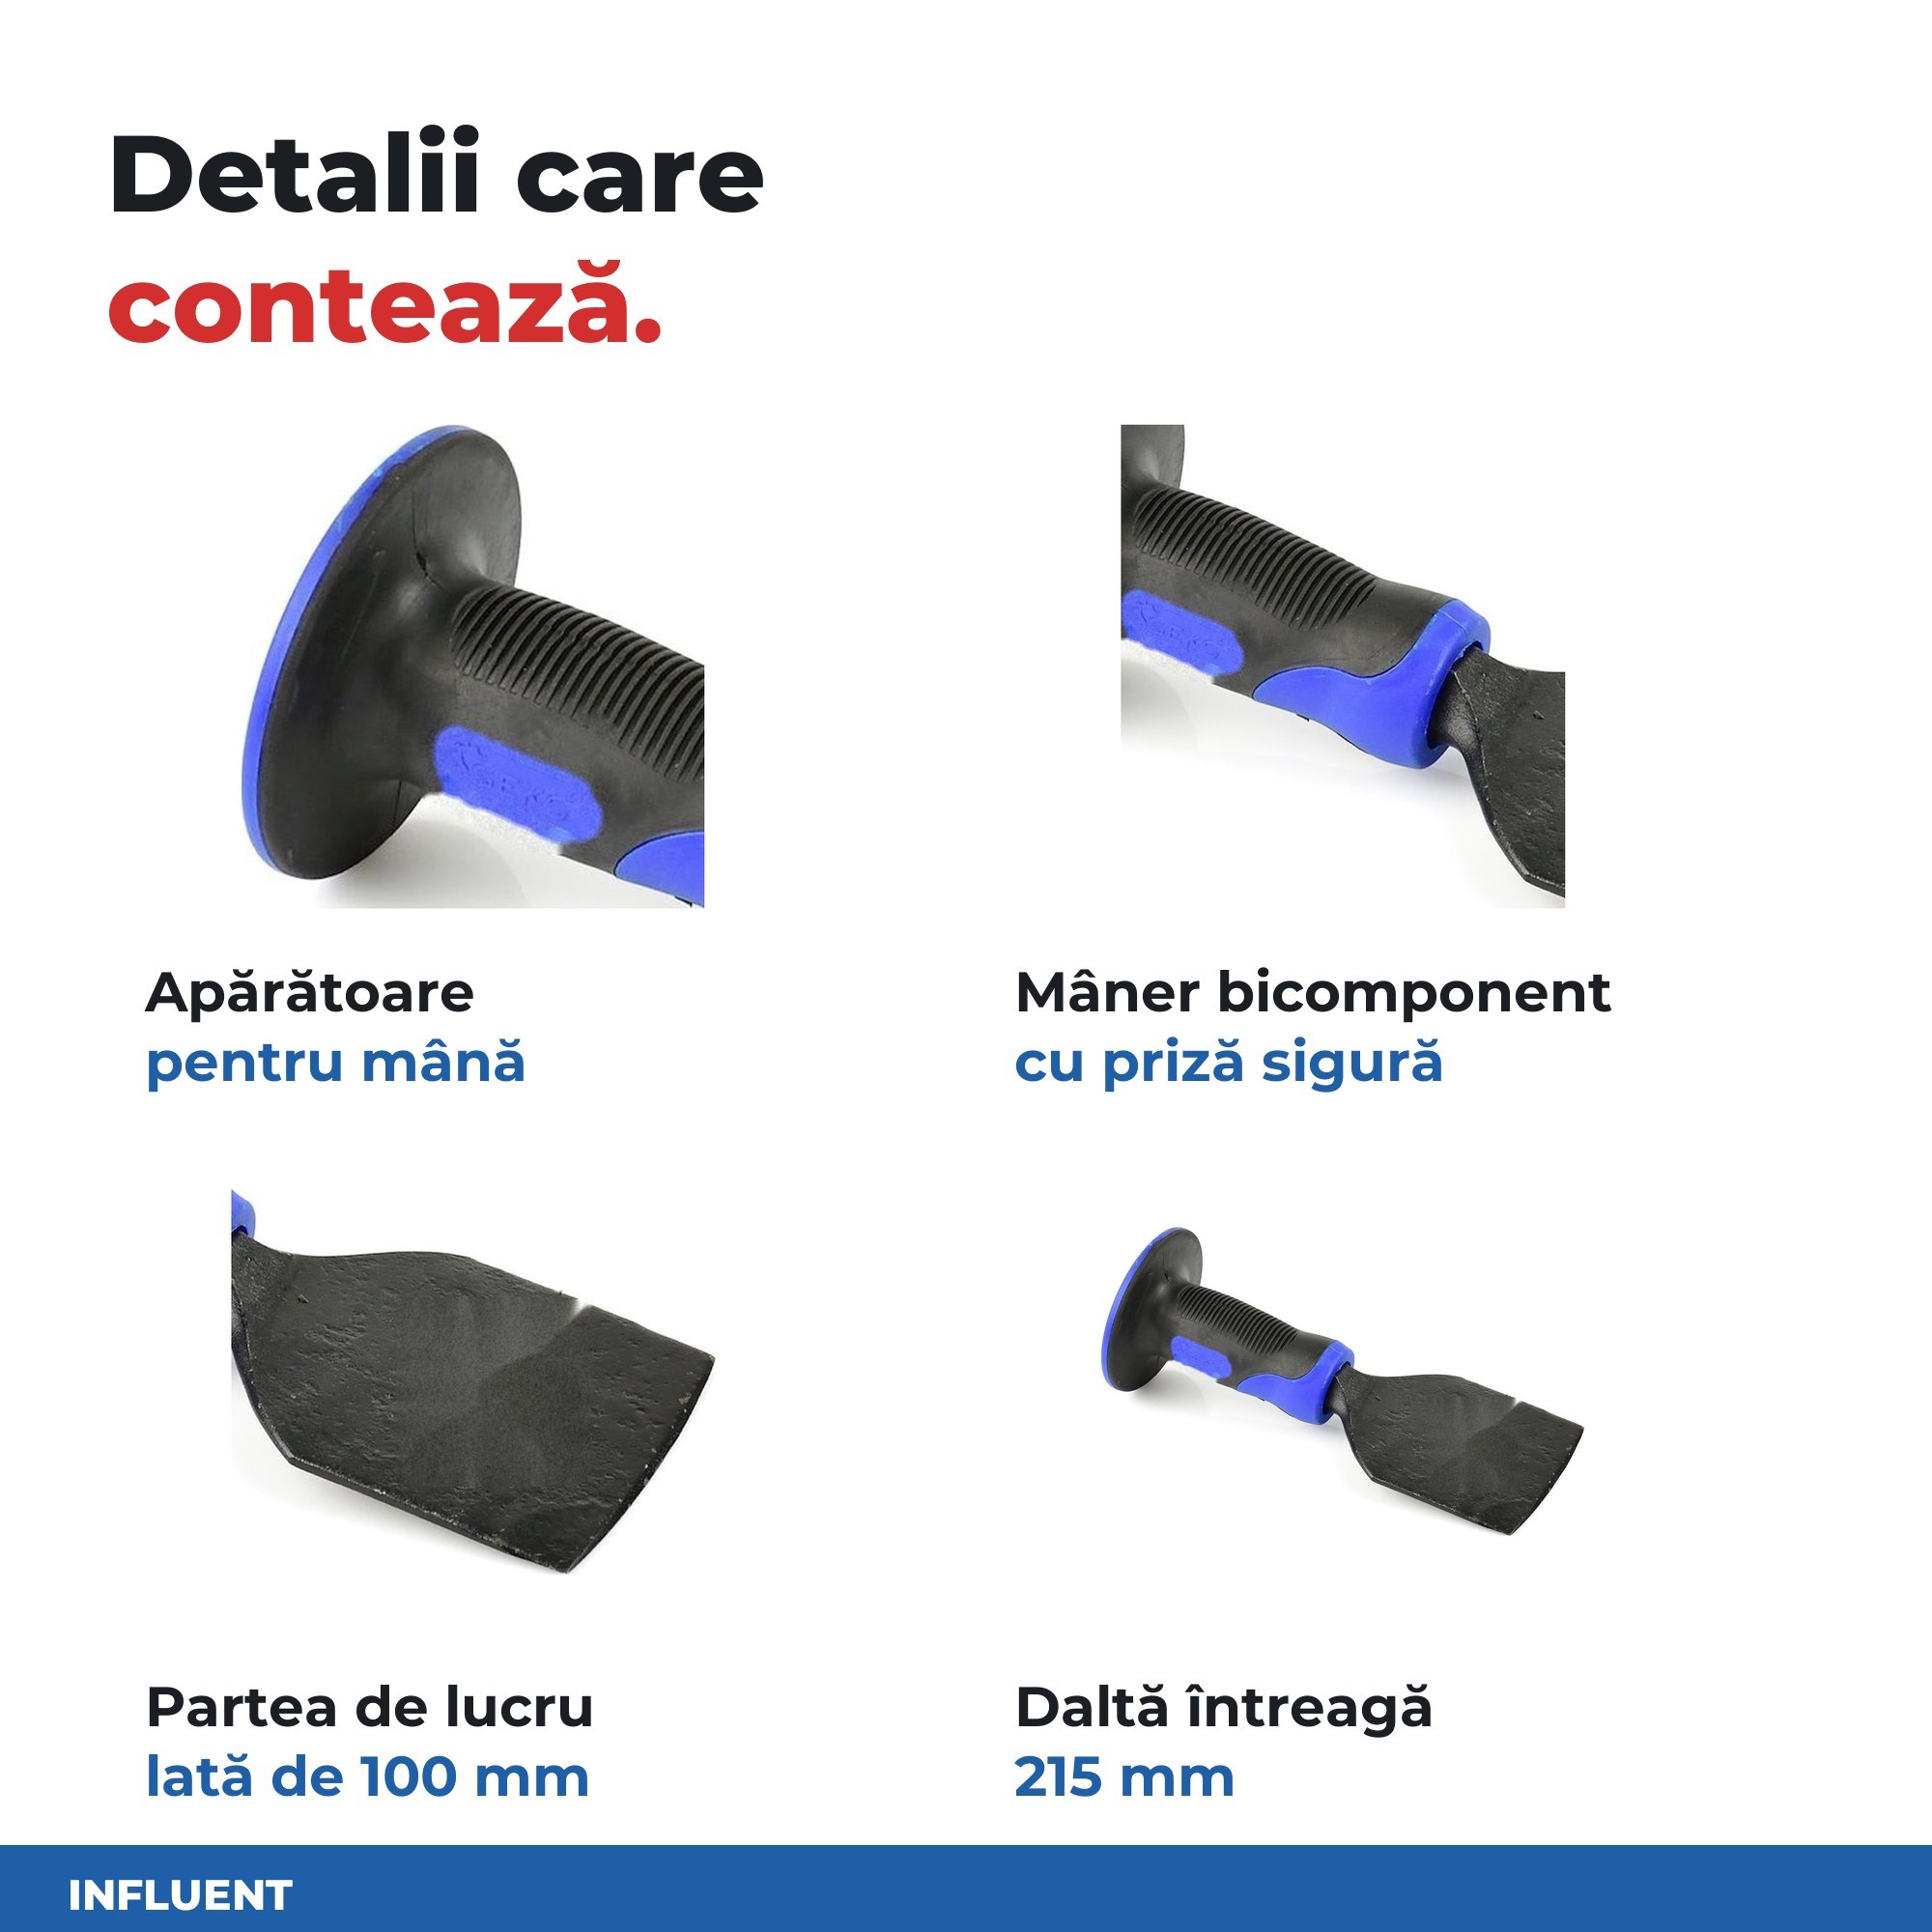 Detalii care
contează.
Apărătoare
pentru mână
Mâner bicomponent
cu priză sigură
Partea de lucru
lată de 100 mm
Daltă întreagă
215 mm
INFLUENT